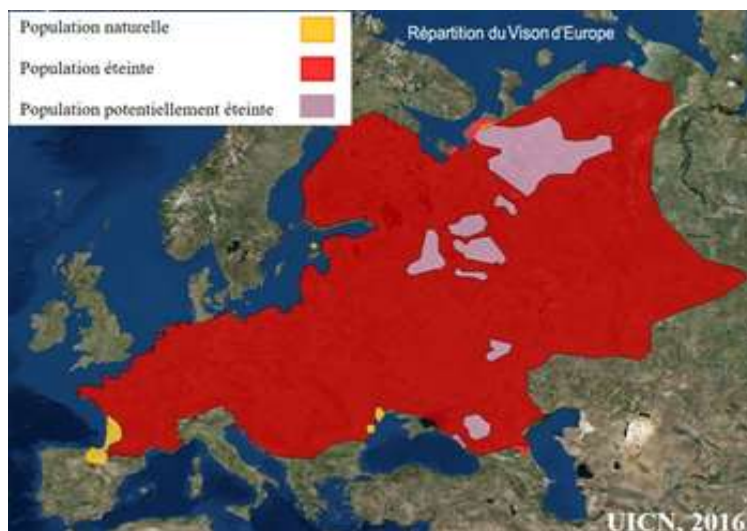 Population naturelle
Répartition du Vison d'Europe
Population éteinte
Population potentiellement éteinte
UICN, 2016